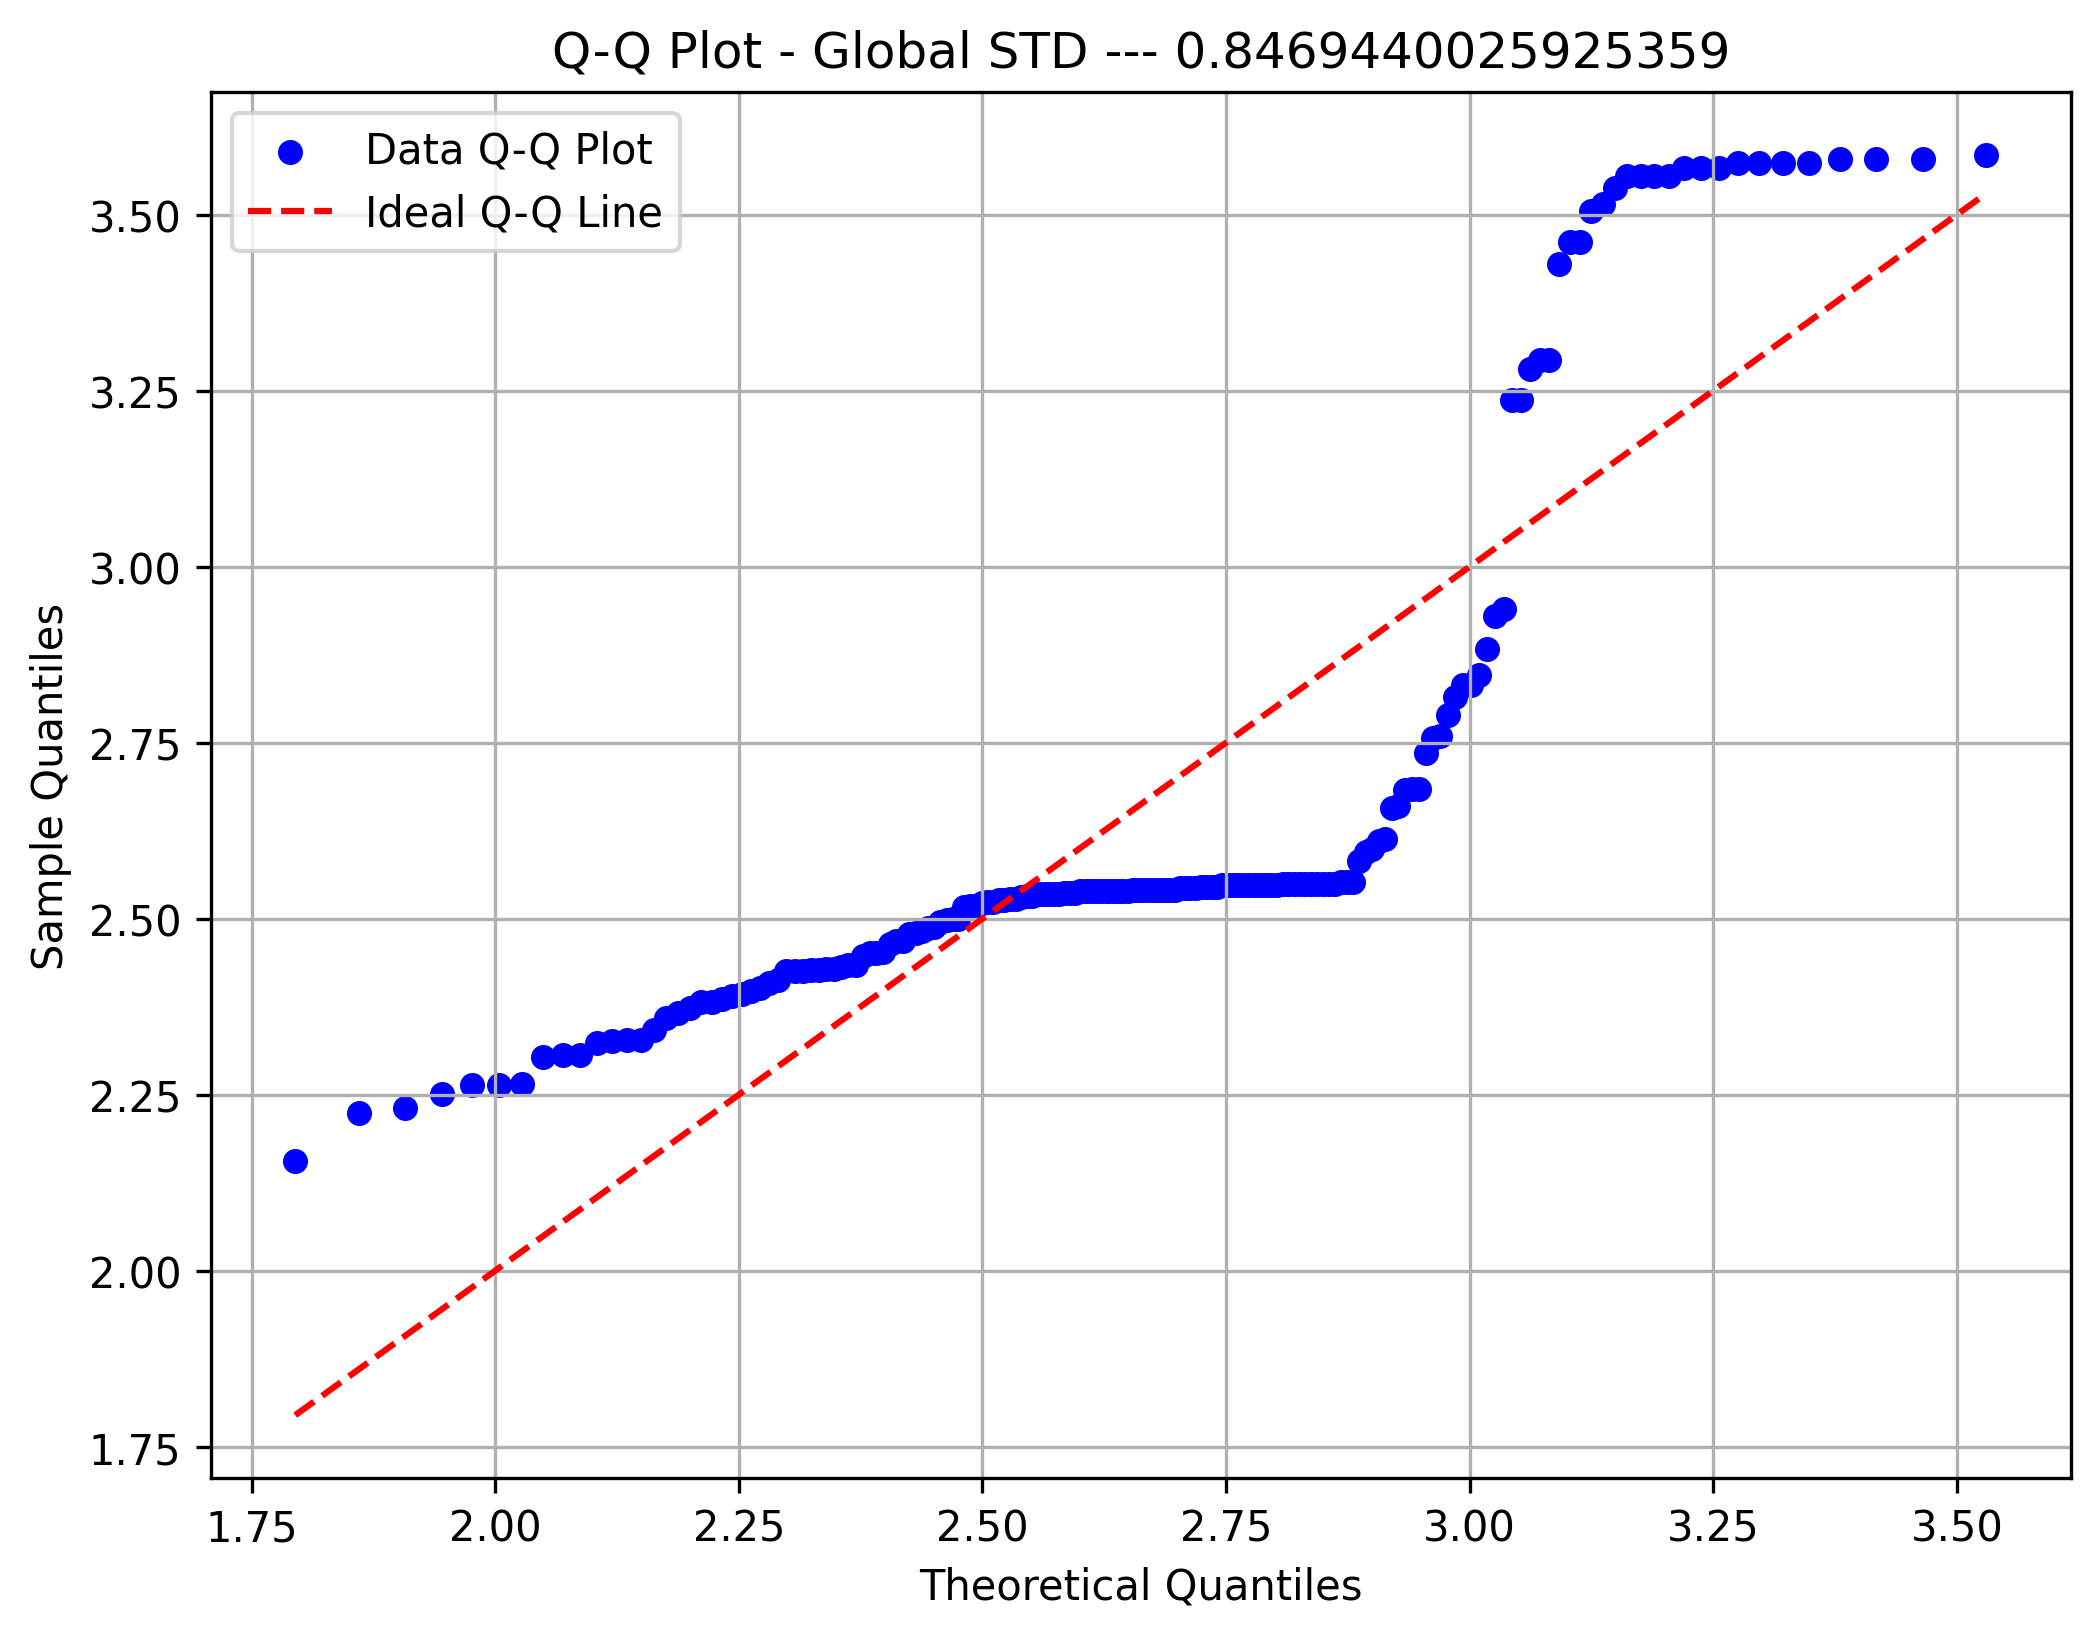 Q-Q Plot - Global STD --- 0.8469440025925359
Data Q-Q Plot
Ideal Q-Q Line
3.50
3.25
3.00
2.75
2.50
2.25
2.00
1.75
Sample Quantiles
1.75 2.00 2.25 2.50 2.75 3.00 3.25 3.50
Theoretical Quantiles